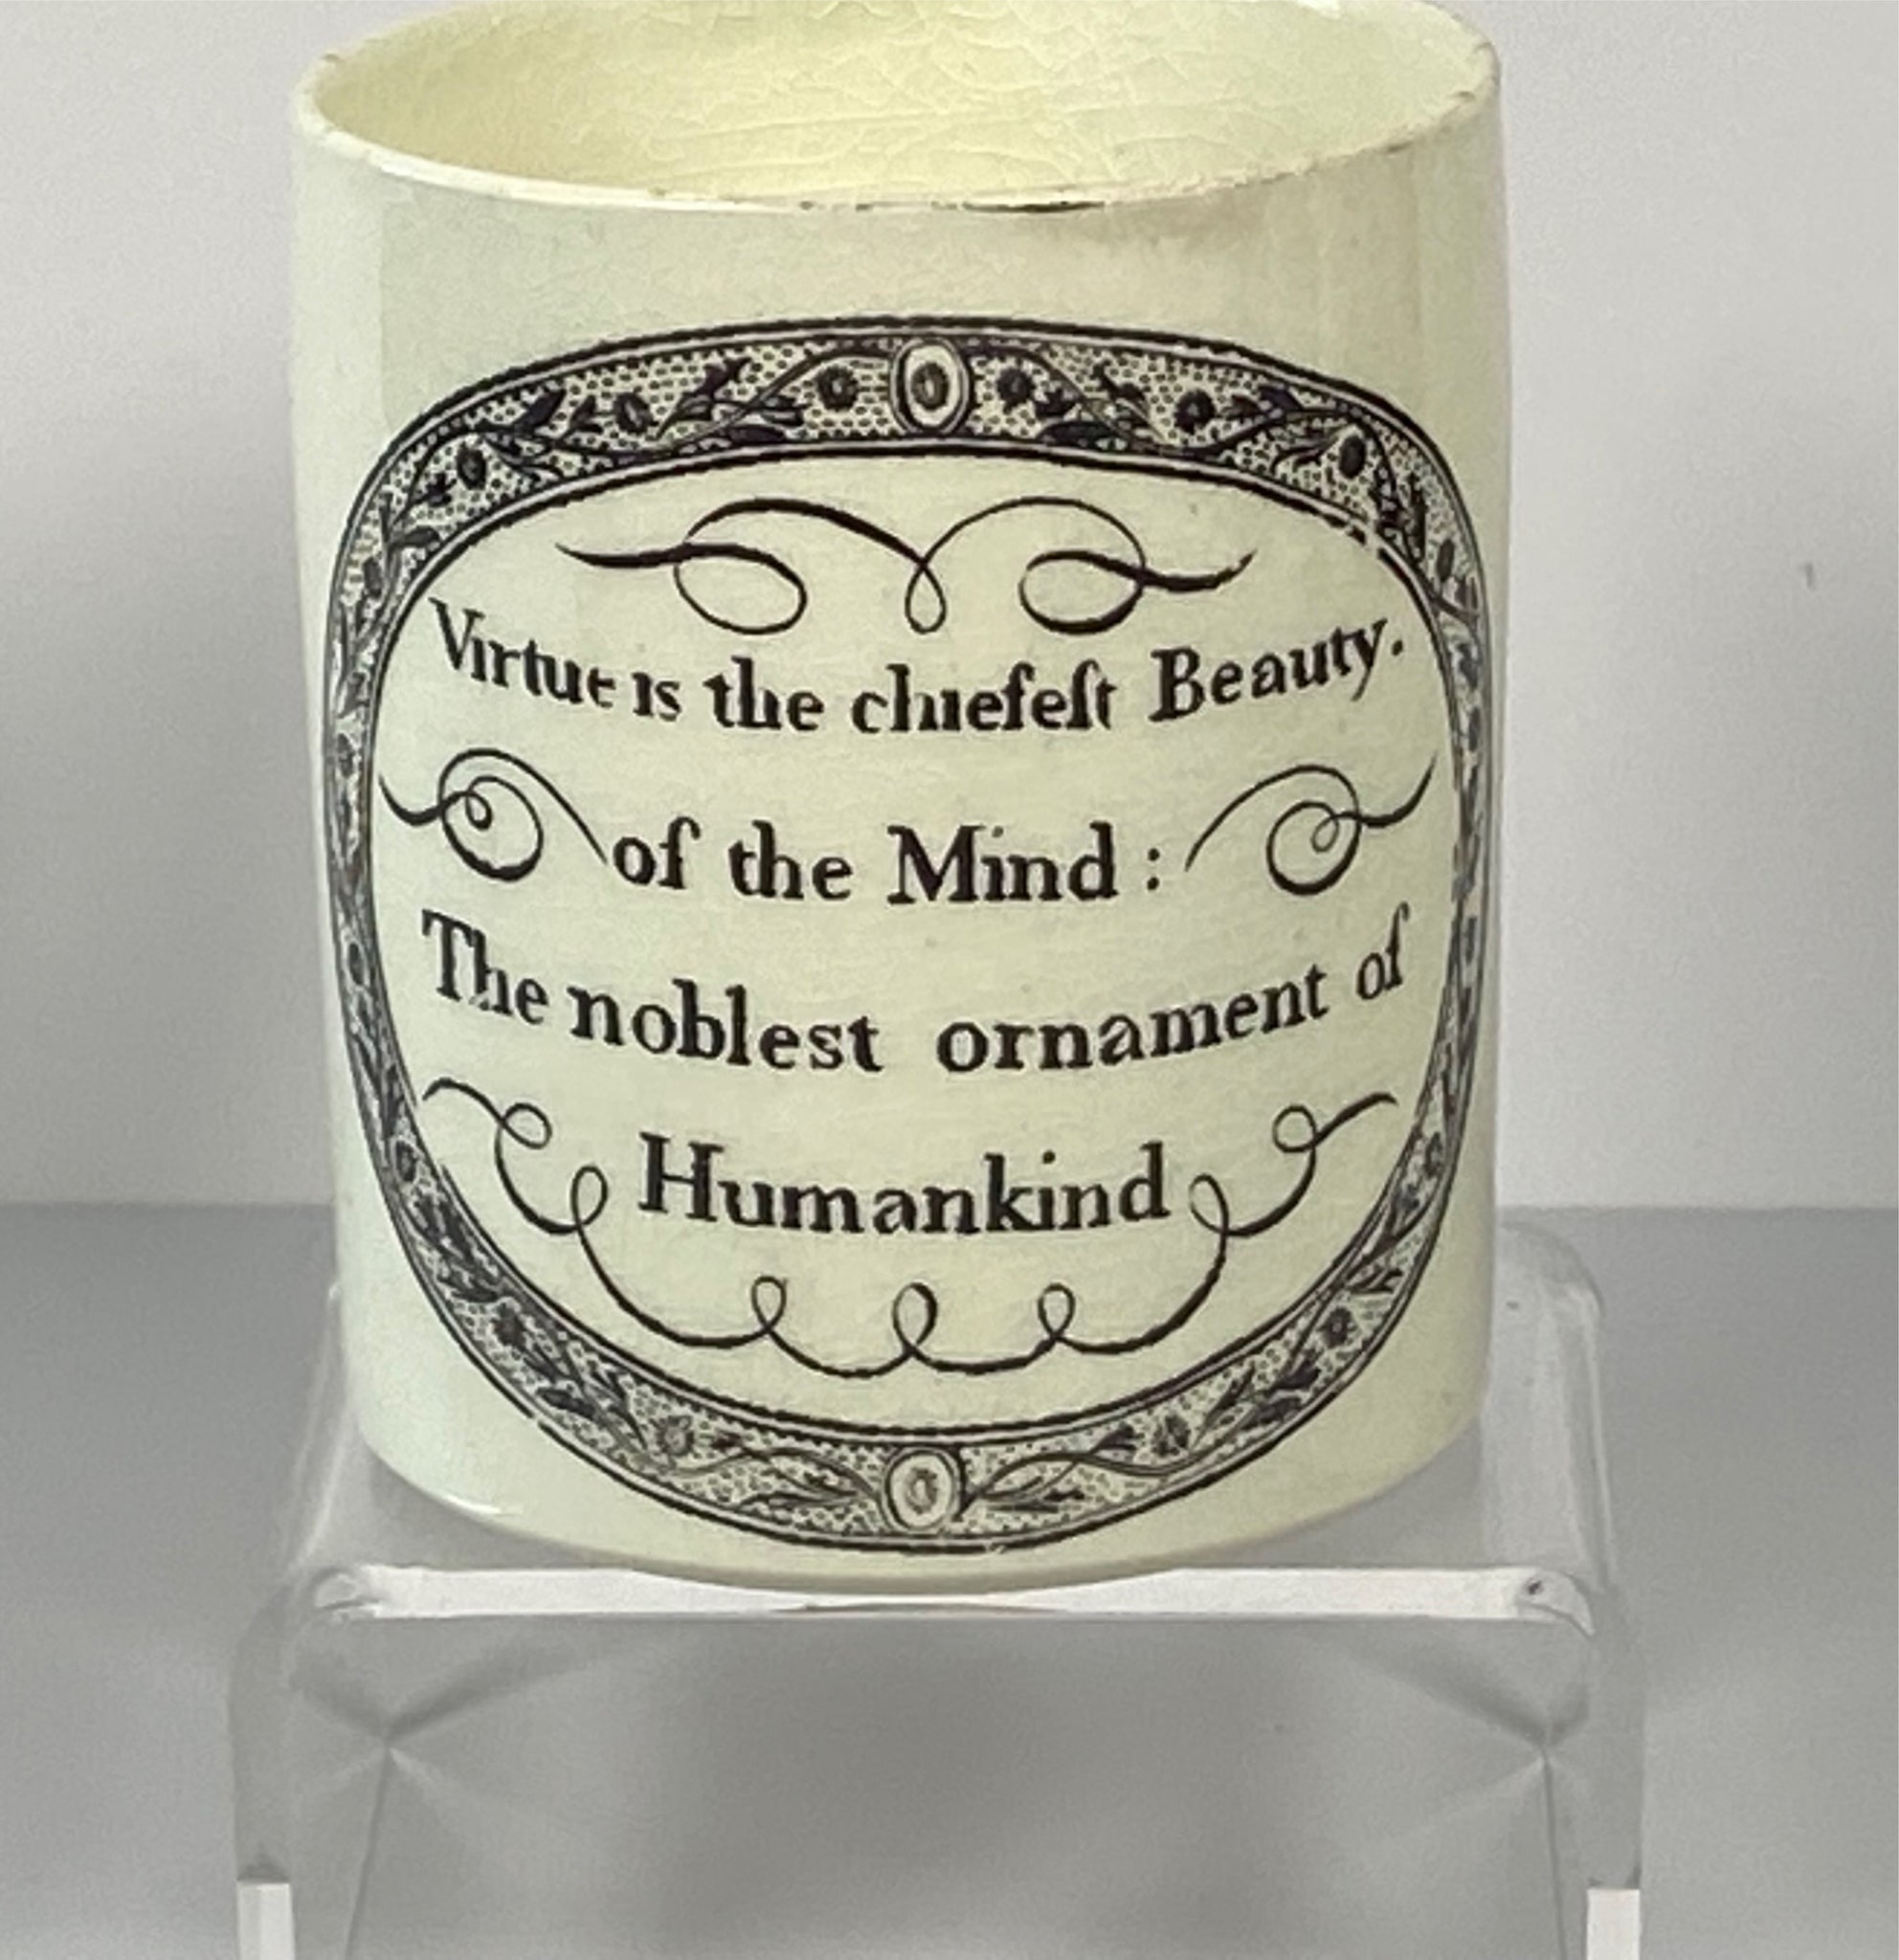 Virtue is the chiefeſt Beauty.
of the Mind :
The noblest ornament of
Humankind